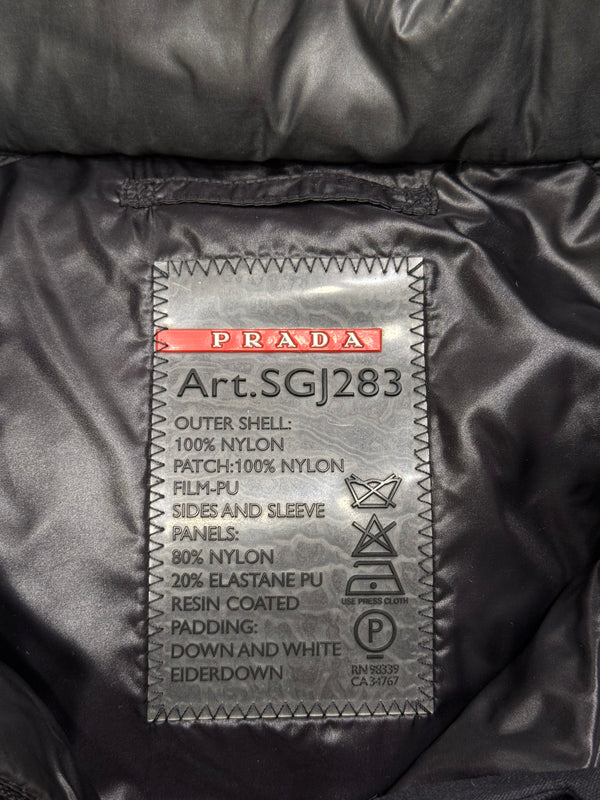 PRADA
Art.SGJ283
OUTER SHELL:
100% NYLON
PATCH:100% NYLON
FILM-PU
SIDES AND SLEEVE
PANELS:
80% NYLON
20% ELASTANE PU
RESIN COATED
PADDING:
DOWN AND WHITE
EIDERDOWN
USE PRESS CLOTH
P
RN 98339
CA 34767